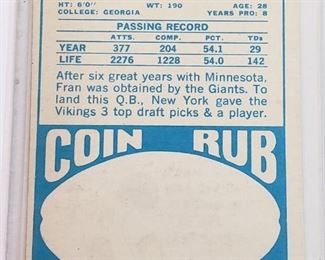 HT: 6'0" WT: 190 AGE: 28
COLLEGE: GEORGIA YEARS PRO: 8
PASSING RECORD
ATTS. COMP. PCT. TDs
YEAR 377 204 54.1 29
LIFE 2276 1228 54.0 142
After six great years with Minnesota,
Fran was obtained by the Giants. To
land this Q.B., New York gave the
Vikings 3 top draft picks & a player.
COIN RUB